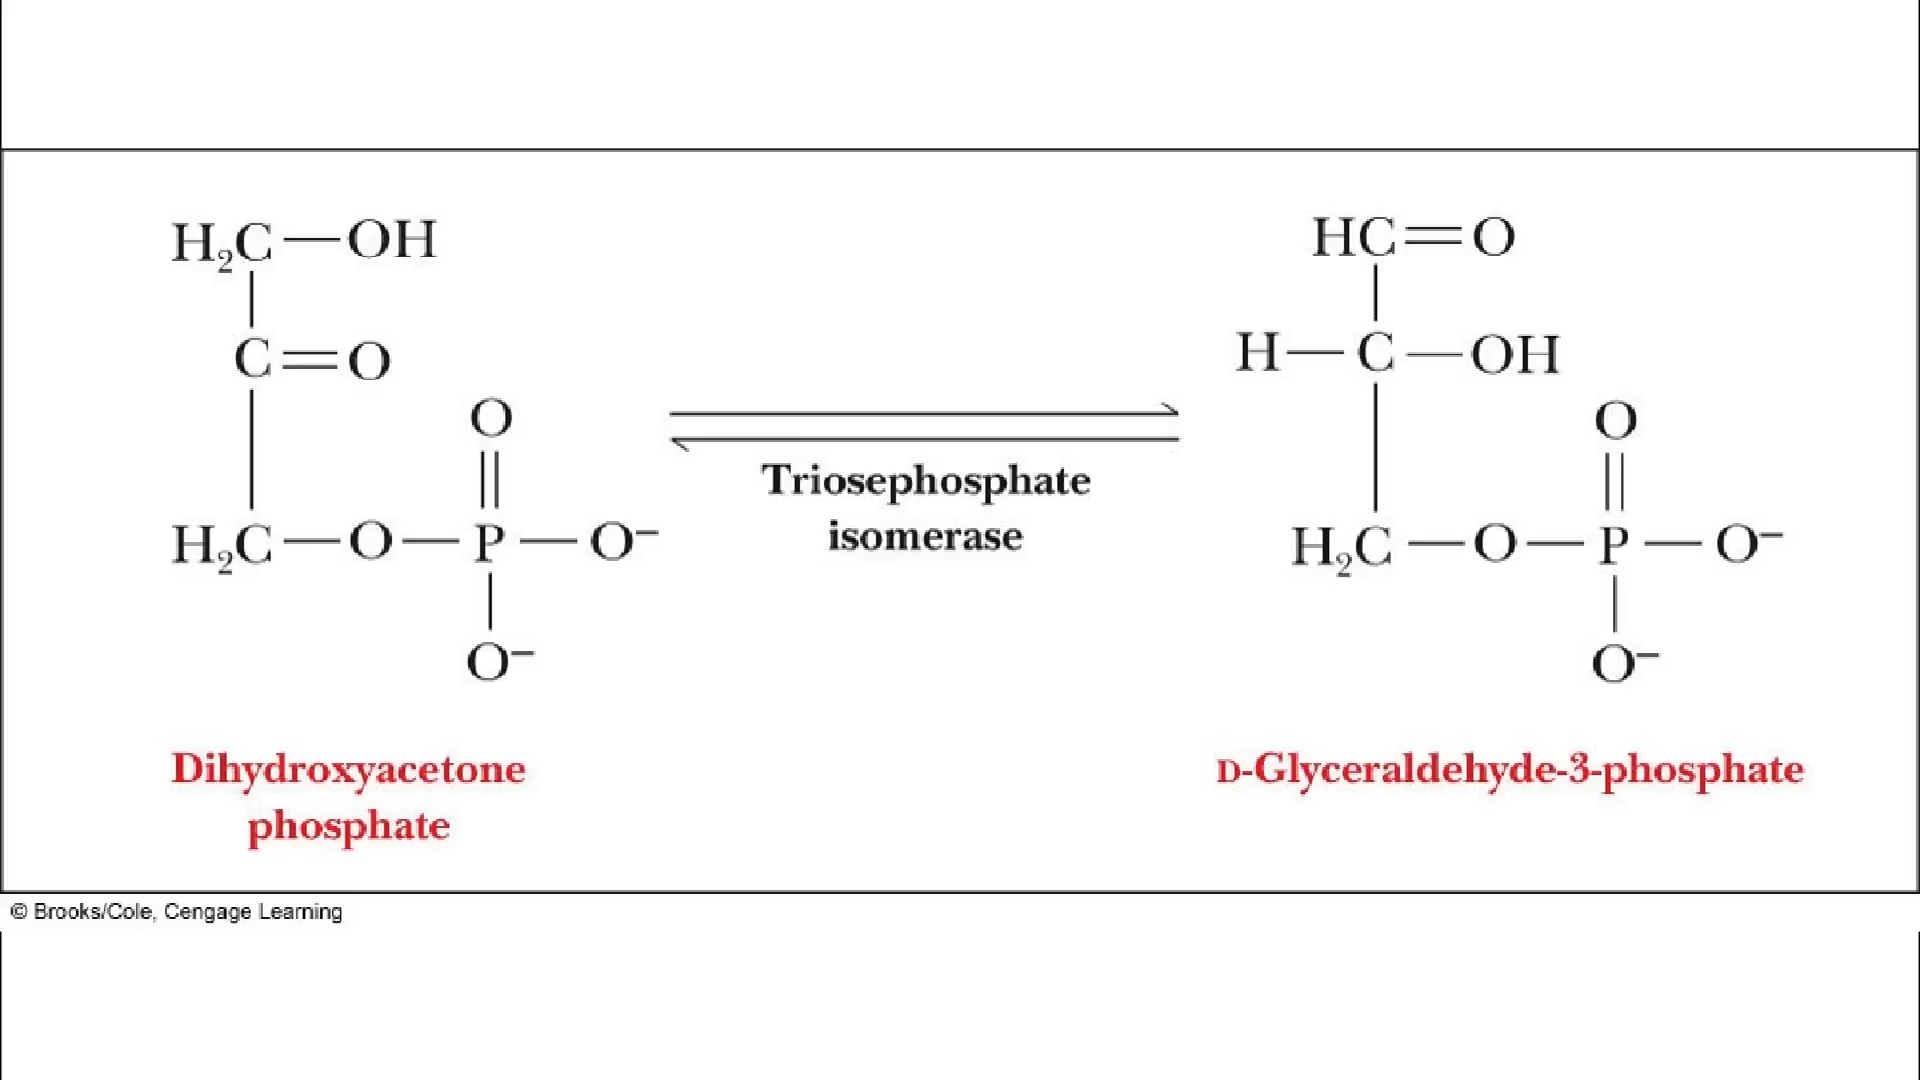 H₂C—OH
C=O
O
H₂C—O—P—O⁻
O⁻
Dihydroxyacetone
phosphate
Triosephosphate
isomerase
HC=O
H—C—OH
O
H₂C—O—P—O⁻
O⁻
D-Glyceraldehyde-3-phosphate
© Brooks/Cole, Cengage Learning